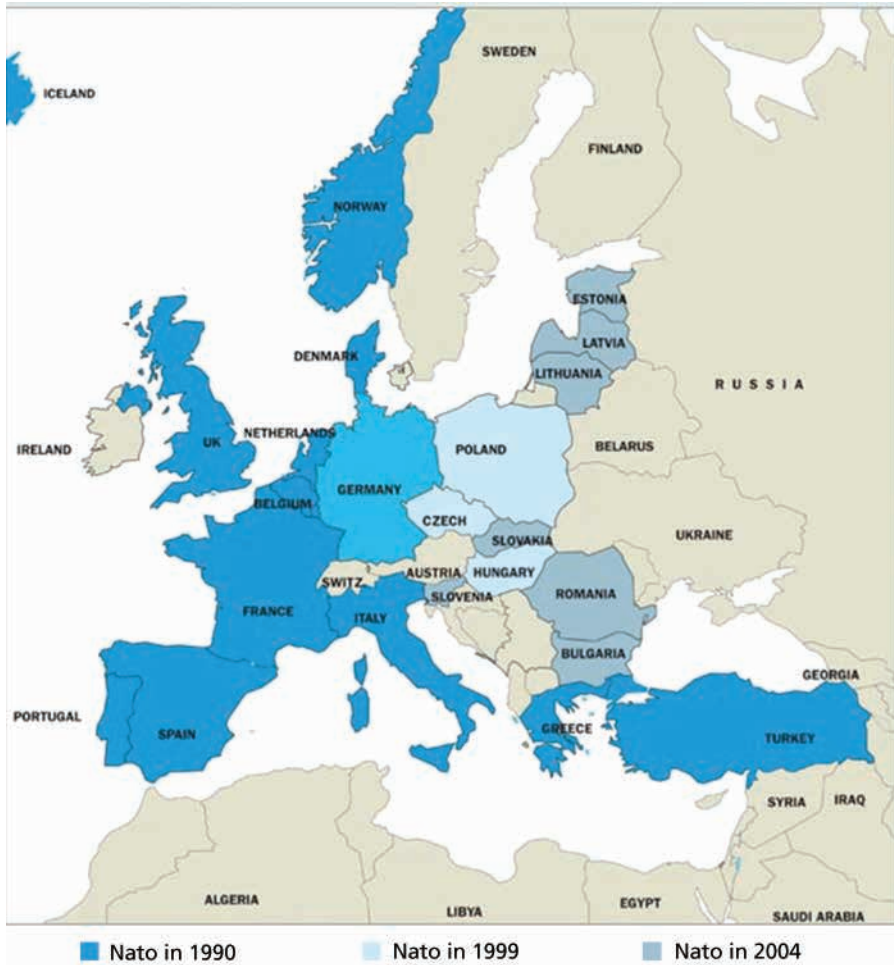 SWEDEN
ICELAND
FINLAND
NORWAY
ESTONIA
DENMARK
LATVIA
LITHUANIA
RUSSIA
NETHERLANDS
UK
IRELAND
POLAND
BELARUS
GERMANY
BELGIUM
CZECH
UKRAINE
SLOVAKIA
AUSTRIA
HUNGARY
SWITZ
SLOVENIA
ROMANIA
FRANCE
ITALY
BULGARIA
GEORGIA
PORTUGAL
SPAIN
GREECE
TURKEY
SYRIA
IRAQ
ALGERIA
LIBYA
EGYPT
SAUDI ARABIA
Nato in 1990
Nato in 1999
Nato in 2004